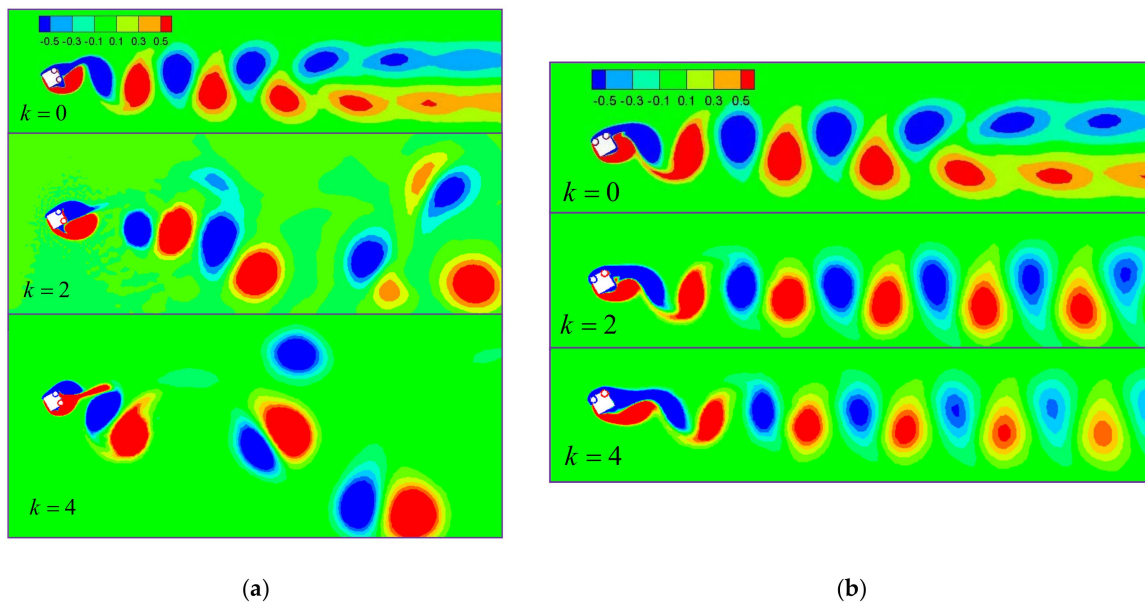 -0.5 -0.3 -0.1 0.1 0.3 0.5
k = 0
k = 2
k = 4
(a)
-0.5 -0.3 -0.1 0.1 0.3 0.5
k = 0
k = 2
k = 4
(b)